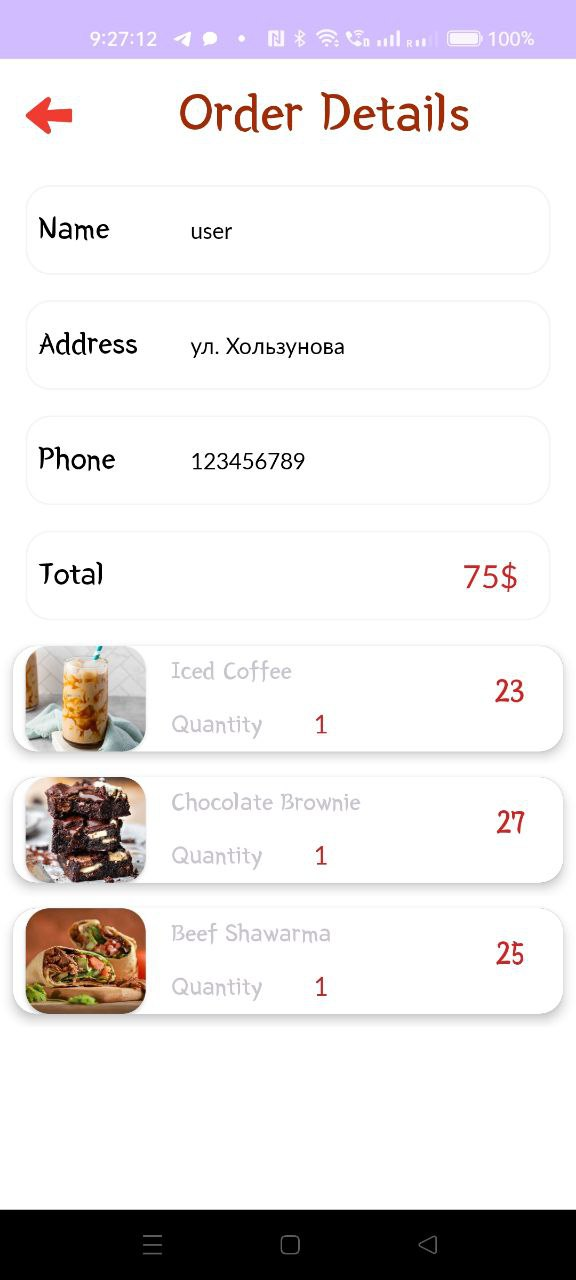 9:27:12 100%
Order Details
Name user
Address ул. Хользунова
Phone 123456789
Total 75$
Iced Coffee
23
Quantity 1
Chocolate Brownie
27
Quantity 1
Beef Shawarma
25
Quantity 1